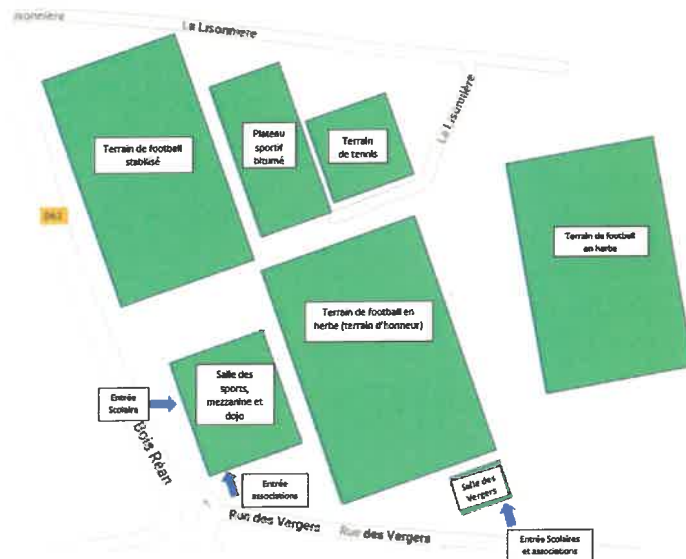 La Lisonniere
La Lisonnière
Terrain de football
stabilisé
Plateau
sportif
bitumé
Terrain
de tennis
Terrain de football
en herbe
Terrain de football en
herbe (terrain d'honneur)
Salle des
sports,
mezzanine et
dojo
Entrée
Scolaire
Bois Réan
Entrée
associations
Salle des
Vergers
Rue des Vergers
Rue des Vergers
Entrée Scolaires
et associations